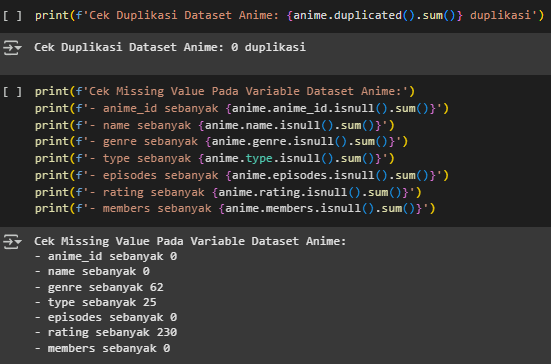 [ ] print(f'Cek Duplikasi Dataset Anime: {anime.duplicated().sum()} duplikasi')
Cek Duplikasi Dataset Anime: 0 duplikasi
[ ] print(f'Cek Missing Value Pada Variable Dataset Anime:')
print(f'- anime_id sebanyak {anime.anime_id.isnull().sum()}')
print(f'- name sebanyak {anime.name.isnull().sum()}')
print(f'- genre sebanyak {anime.genre.isnull().sum()}')
print(f'- type sebanyak {anime.type.isnull().sum()}')
print(f'- episodes sebanyak {anime.episodes.isnull().sum()}')
print(f'- rating sebanyak {anime.rating.isnull().sum()}')
print(f'- members sebanyak {anime.members.isnull().sum()}')
Cek Missing Value Pada Variable Dataset Anime:
- anime_id sebanyak 0
- name sebanyak 0
- genre sebanyak 62
- type sebanyak 25
- episodes sebanyak 0
- rating sebanyak 230
- members sebanyak 0